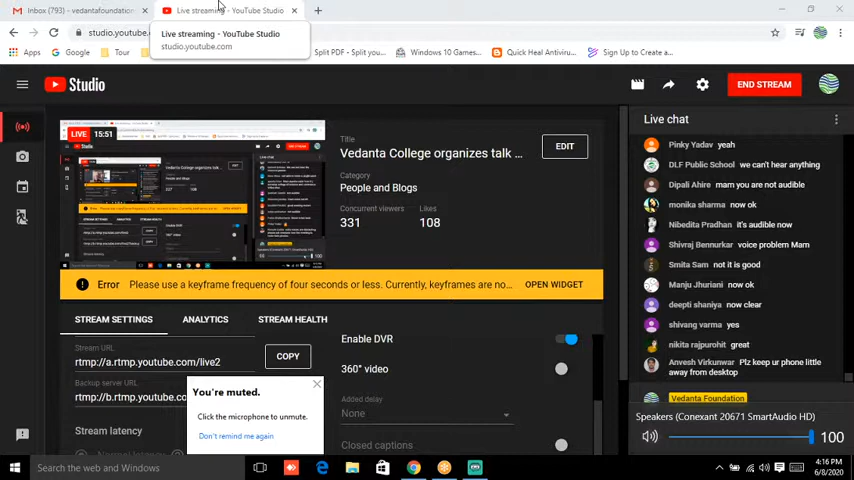 Inbox (793) - vedantafoundation
Live streaming - YouTube Studio
studio.youtube.
Live streaming - YouTube Studio
studio.youtube.com
Split PDF - Split you...
Windows 10 Games...
Quick Heal Antivirus...
Sign Up to Create a...
Apps
Google
Tour
Studio
END STREAM
LIVE 15:51
Title
Vedanta College organizes talk ...
EDIT
Category
People and Blogs
Concurrent viewers
331
Likes
108
Error Please use a keyframe frequency of four seconds or less. Currently, keyframes are no... OPEN WIDGET
STREAM SETTINGS ANALYTICS STREAM HEALTH
Stream URL
rtmp://a.rtmp.youtube.com/live2
COPY
Backup server URL
rtmp://b.rtmp.youtube.co
Stream latency
Enable DVR
360° video
Added delay
None
Closed captions
You're muted.
Click the microphone to unmute.
Don't remind me again
Live chat
Pinky Yadav yeah
DLF Public School we can't hear anything
Dipali Ahire mam you are not audible
monika sharma now ok
Nibedita Pradhan it's audible now
Shivraj Bennurkar voice problem Mam
Smita Sam not it is good
Manju Jhuriani now ok
deepti shaniya now clear
shivang varma yes
nikita rajpurohit great
Anvesh Virkunwar Plz keep ur phone little
away from desktop
Vedanta Foundation
Speakers (Conexant 20671 SmartAudio HD)
100
Search the web and Windows
4:16 PM
6/8/2020